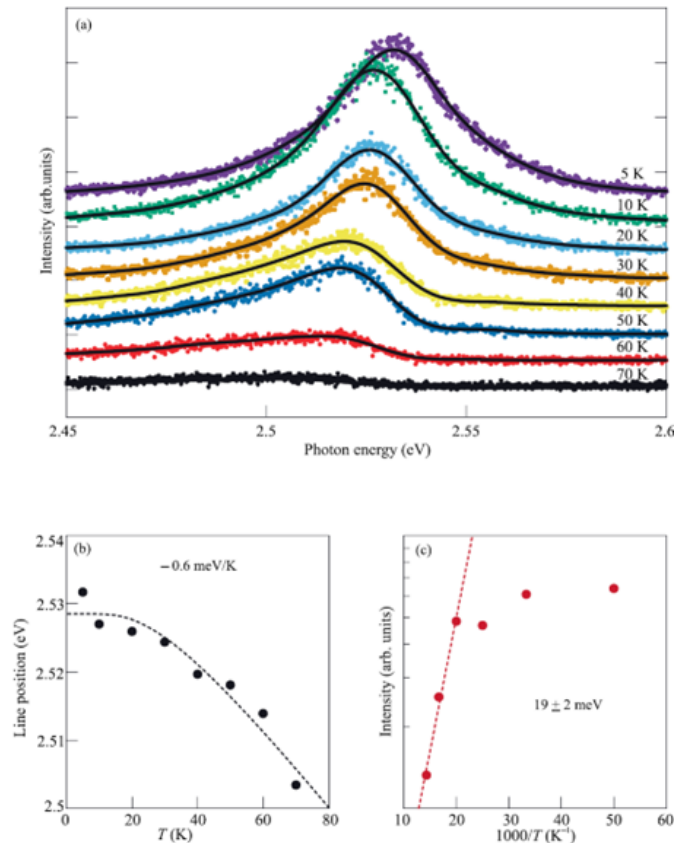 (a)
Intensity (arb.units)
5 K
10 K
20 K
30 K
40 K
50 K
60 K
70 K
2.45
2.5
2.55
2.6
Photon energy (eV)
(b)
− 0.6 meV/K
Line position (eV)
2.54
2.53
2.52
2.51
2.5
0
20
40
60
80
T (K)
(c)
19 ± 2 meV
Intensity (arb. units)
10
20
30
40
50
60
1000/T (K⁻¹)